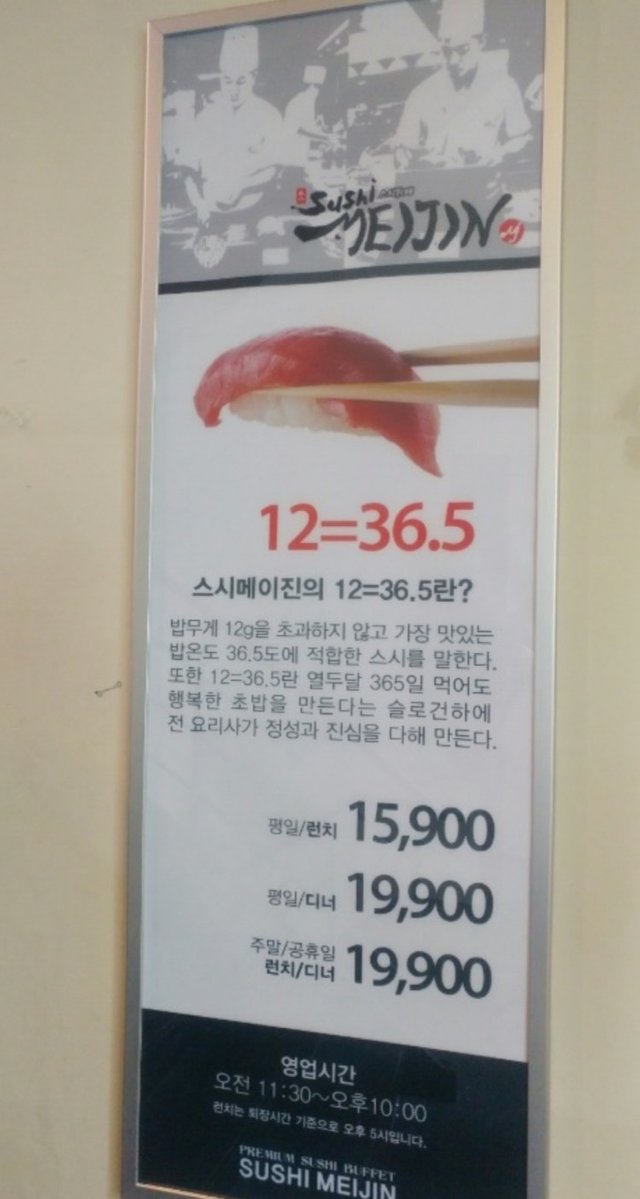 Sushi 스시메이진
MEIJIN
12=36.5
스시메이진의 12=36.5란?
밥무게 12g을 초과하지 않고 가장 맛있는
밥온도 36.5도에 적합한 스시를 말한다.
또한 12=36.5란 열두달 365일 먹어도
행복한 초밥을 만든다는 슬로건하에
전 요리사가 정성과 진심을 다해 만든다.
평일/런치 15,900
평일/디너 19,900
주말/공휴일
런치/디너 19,900
영업시간
오전 11:30~오후10:00
런치는 퇴장시간 기준으로 오후 5시입니다.
PREMIUM SUSHI BUFFET
SUSHI MEIJIN